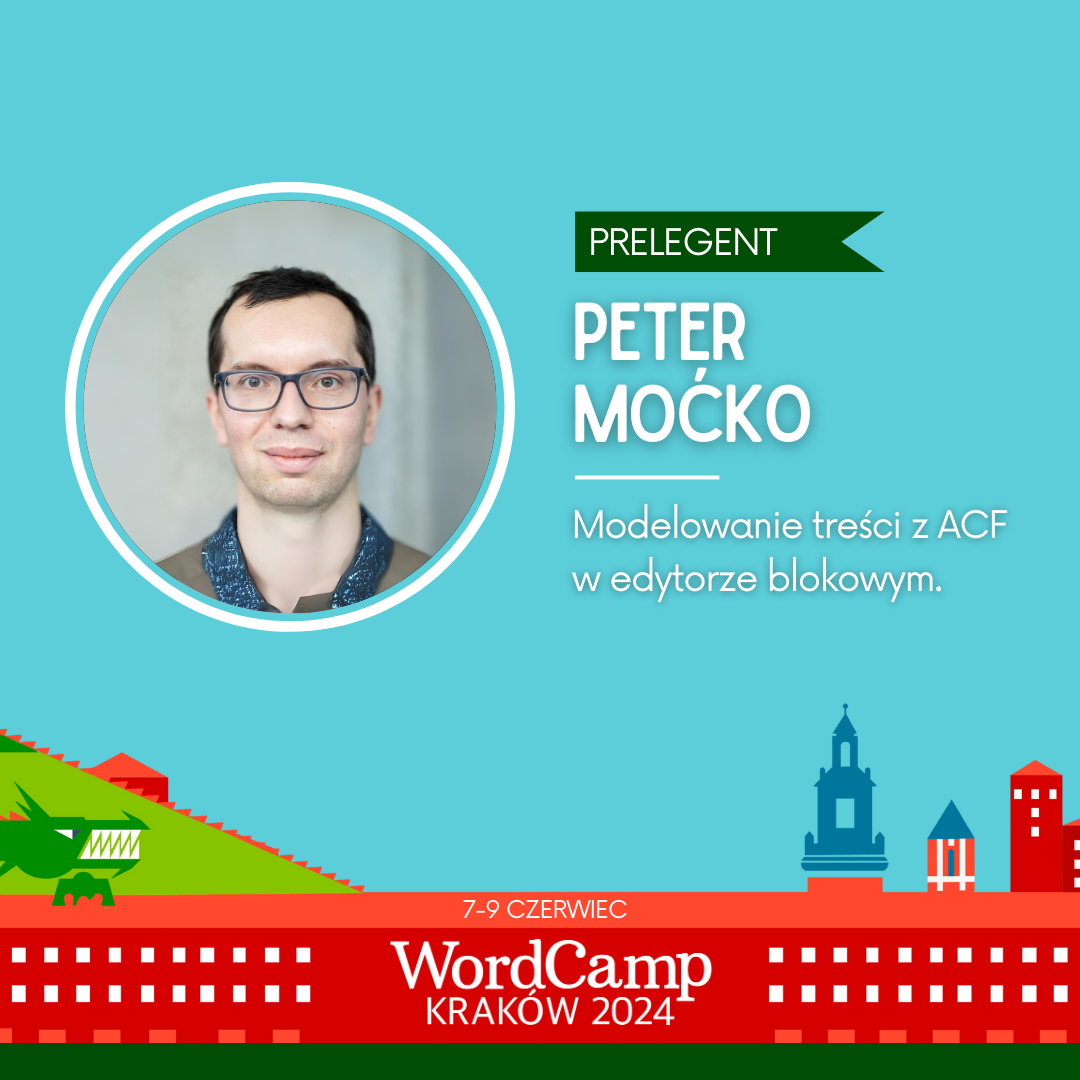 PRELEGENT
PETER
MOĆKO
Modelowanie treści z ACF
w edytorze blokowym.
7-9 CZERWIEC
WordCamp
KRAKÓW 2024